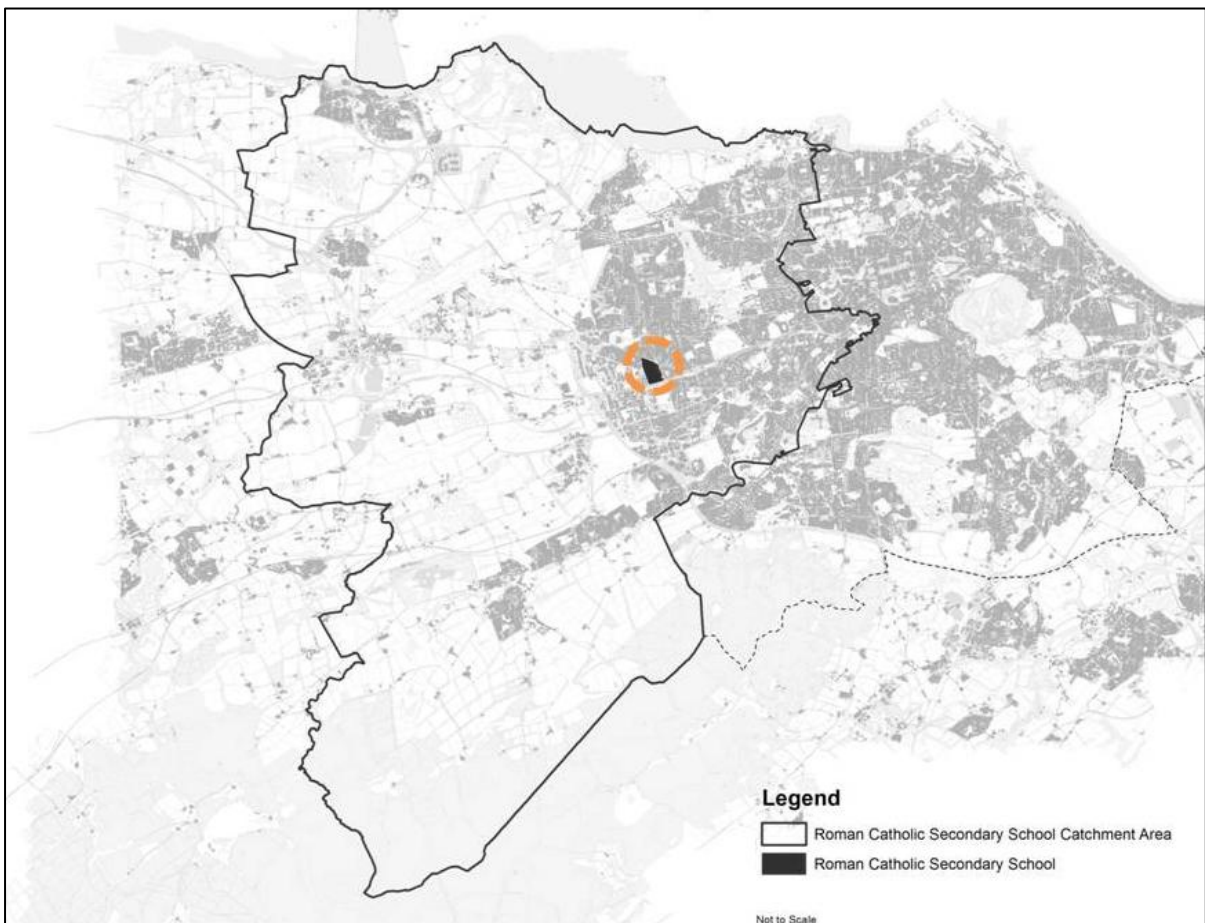 Legend
Roman Catholic Secondary School Catchment Area
Roman Catholic Secondary School
Not to Scale